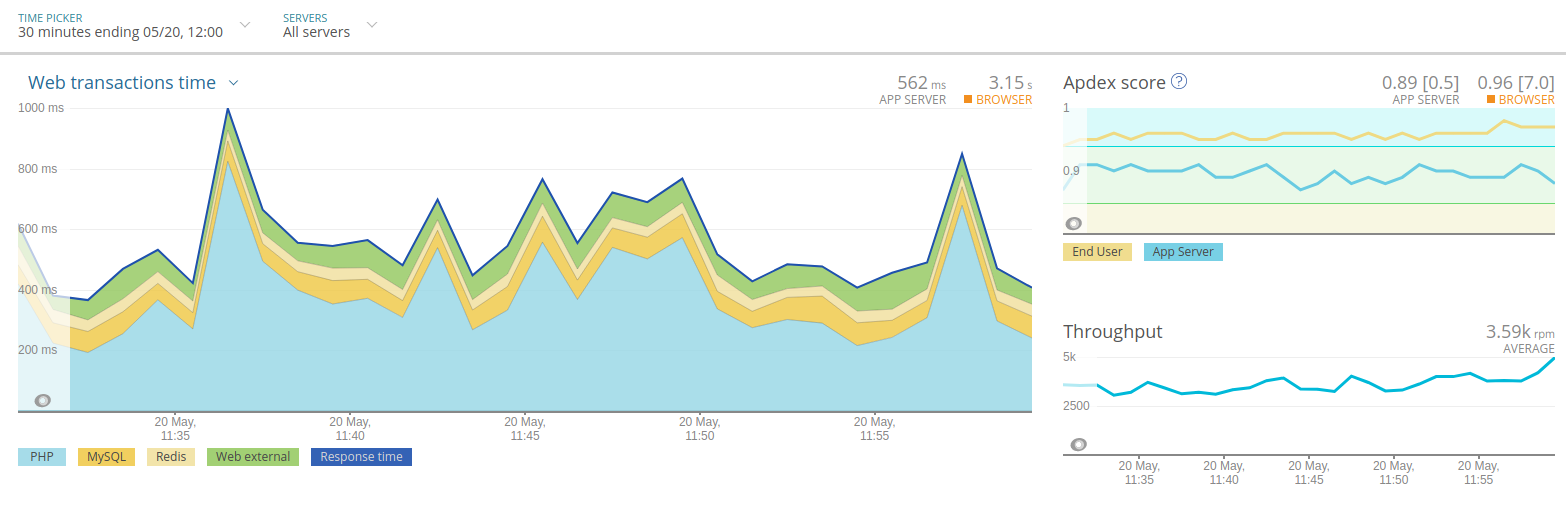 TIME PICKER
30 minutes ending 05/20, 12:00
SERVERS
All servers
Web transactions time
562 ms
APP SERVER
3.15 s
BROWSER
1000 ms
800 ms
600 ms
400 ms
200 ms
20 May,
11:35
20 May,
11:40
20 May,
11:45
20 May,
11:50
20 May,
11:55
PHP
MySQL
Redis
Web external
Response time
Apdex score ?
0.89 [0.5]
APP SERVER
0.96 [7.0]
BROWSER
1
0.9
End User
App Server
Throughput
3.59k rpm
AVERAGE
5k
2500
20 May,
11:35
20 May,
11:40
20 May,
11:45
20 May,
11:50
20 May,
11:55